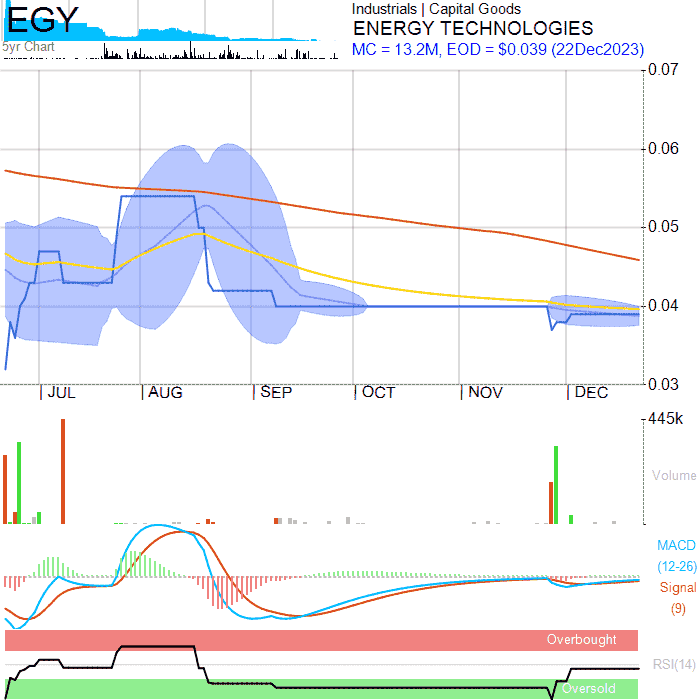 EGY
5yr Chart
Industrials | Capital Goods
ENERGY TECHNOLOGIES
MC = 13.2M, EOD = $0.039 (22Dec2023)
0.07
0.06
0.05
0.04
0.03
JUL AUG SEP OCT NOV DEC
445k
Volume
MACD
(12-26)
Signal
(9)
Overbought
RSI(14)
Oversold